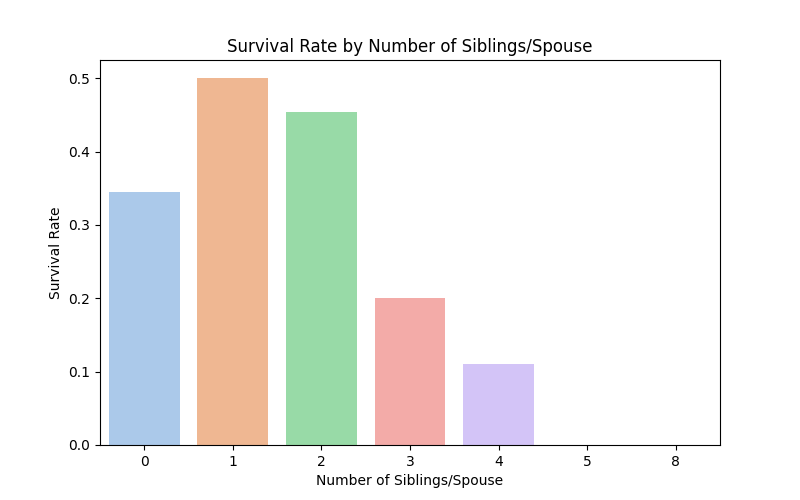 Survival Rate by Number of Siblings/Spouse
0.5
0.4
0.3
0.2
0.1
0.0
Survival Rate
0 1 2 3 4 5 8
Number of Siblings/Spouse